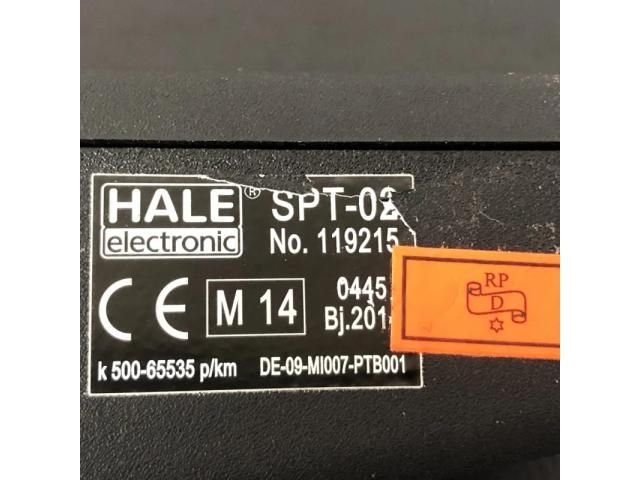 HALE ® SPT-02
electronic No. 119215
CE M 14 0445
Bj.201
k 500-65535 p/km DE-09-MI007-PTB001
RP
D